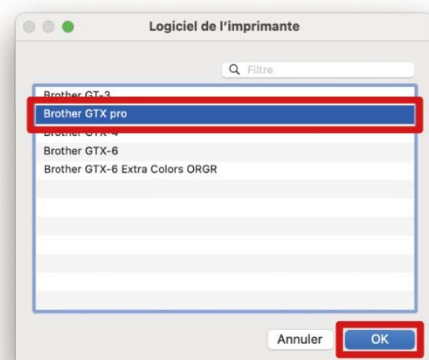 Logiciel de l'imprimante
Filtre
Brother GT-3
Brother GTX pro
Brother GTX-4
Brother GTX-6
Brother GTX-6 Extra Colors ORGR
Annuler
OK